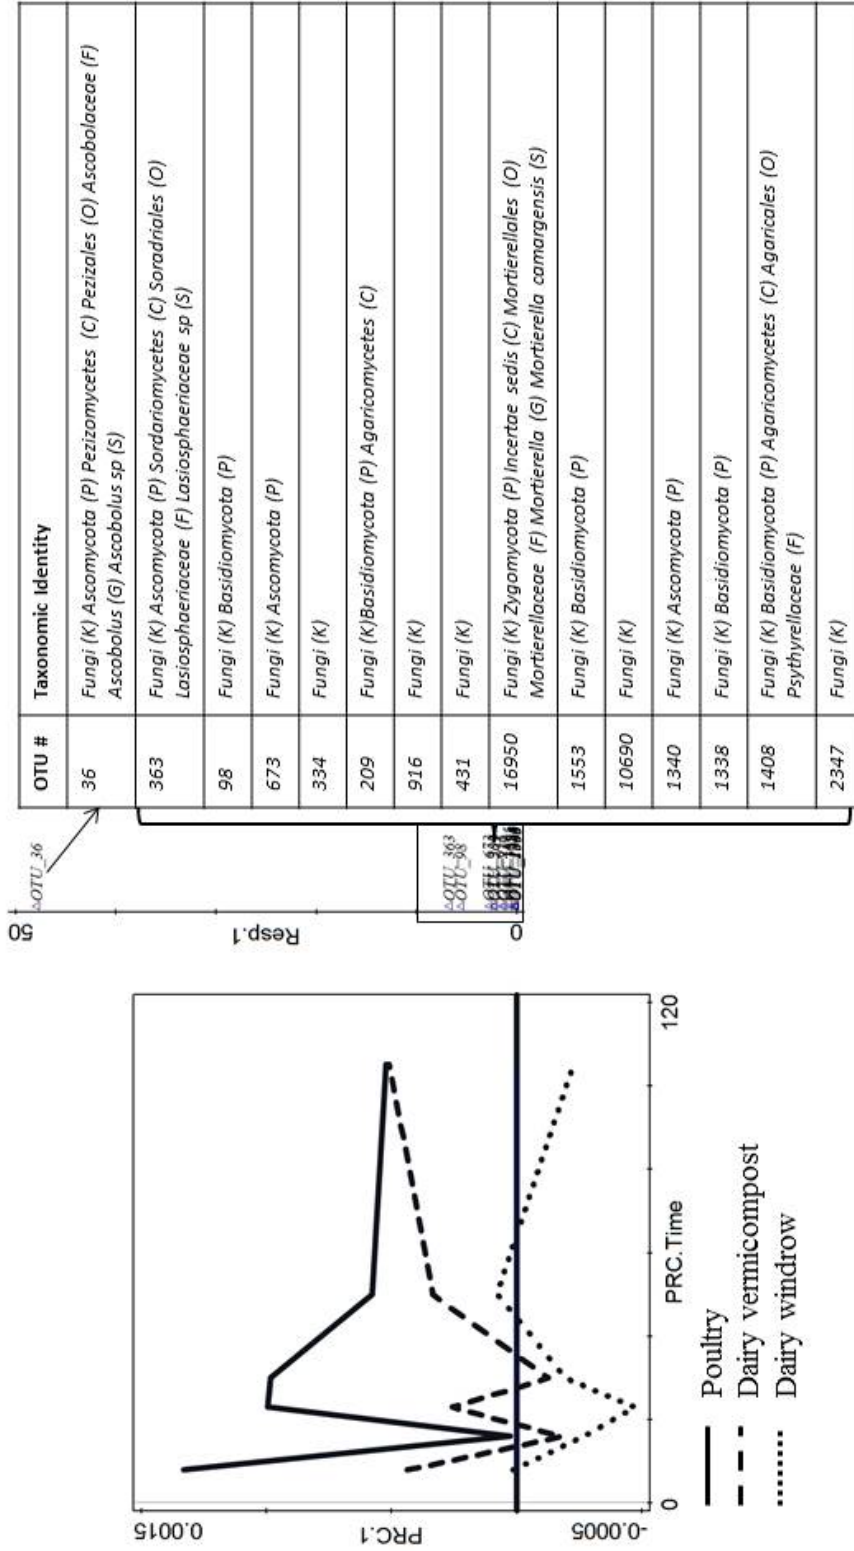 0.0015
PRC.1
-0.0005
0
PRC.Time
120
Poultry
Dairy vermicompost
Dairy windrow
50
Resp.1
0
OTU_36
OTU_363
OTU_98
OTU_673
OTU # Taxonomic Identity
36 Fungi (K) Ascomycota (P) Pezizomycetes (C) Pezizales (O) Ascobolaceae (F)
Ascobolus (G) Ascobolus sp (S)
363 Fungi (K) Ascomycota (P) Sordariomycetes (C) Soradriales (O)
Lasiosphaeriaceae (F) Lasiosphaeriaceae sp (S)
98 Fungi (K) Basidiomycota (P)
673 Fungi (K) Ascomycota (P)
334 Fungi (K)
209 Fungi (K)Basidiomycota (P) Agaricomycetes (C)
916 Fungi (K)
431 Fungi (K)
16950 Fungi (K) Zygomycota (P) Incertae sedis (C) Mortierellales (O)
Mortierellaceae (F) Mortierella (G) Mortierella camargensis (S)
1553 Fungi (K) Basidiomycota (P)
10690 Fungi (K)
1340 Fungi (K) Ascomycota (P)
1338 Fungi (K) Basidiomycota (P)
1408 Fungi (K) Basidiomycota (P) Agaricomycetes (C) Agaricales (O)
Psythyrellaceae (F)
2347 Fungi (K)